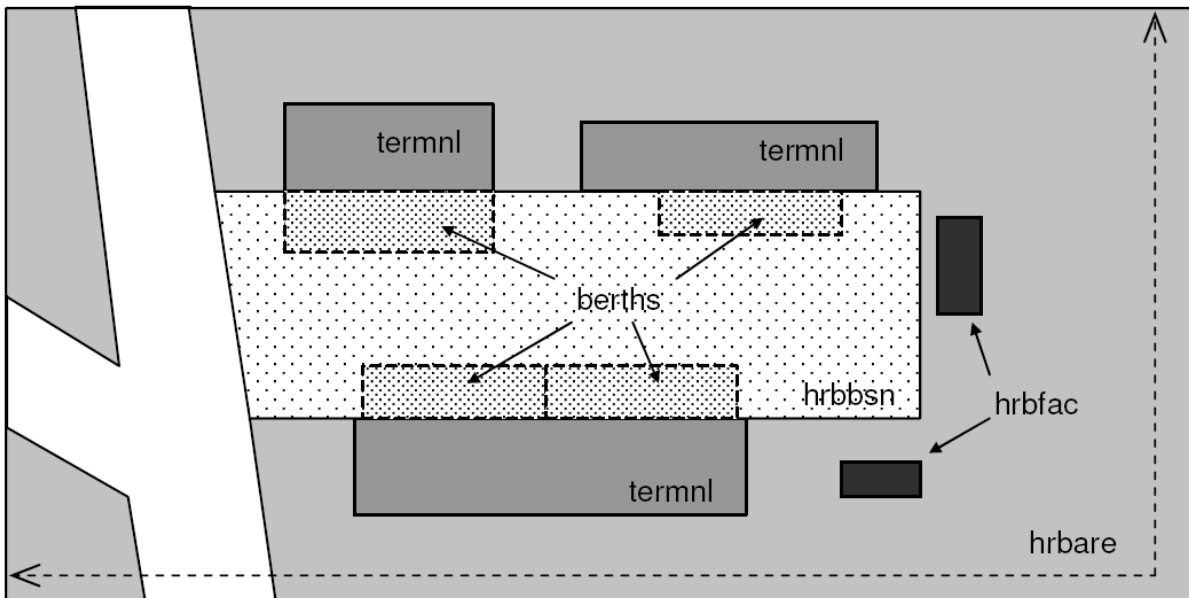 termnl
termnl
berths
hrbbsn
hrbfac
termnl
hrbare